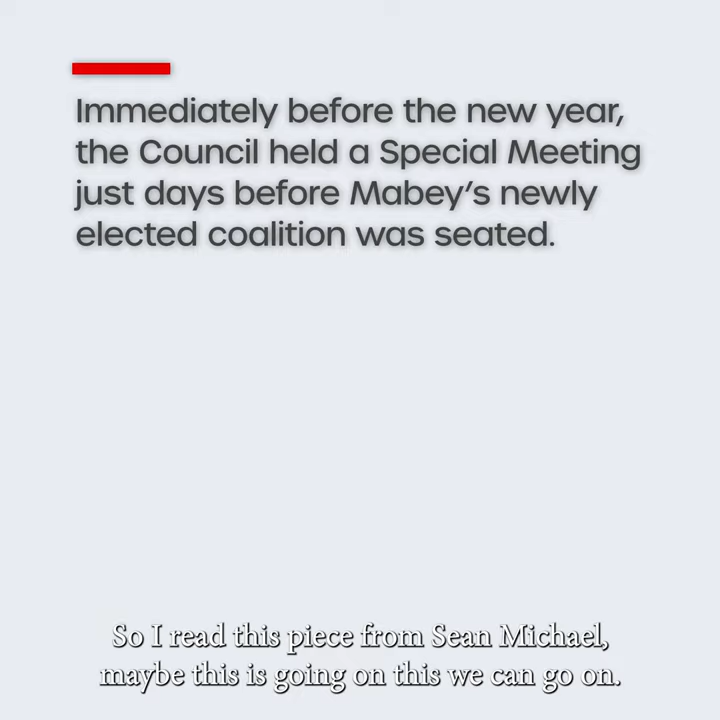 Immediately before the new year,
the Council held a Special Meeting
just days before Mabey's newly
elected coalition was seated.
So I read this piece from Sean Michael,
maybe this is going on this we can go on.